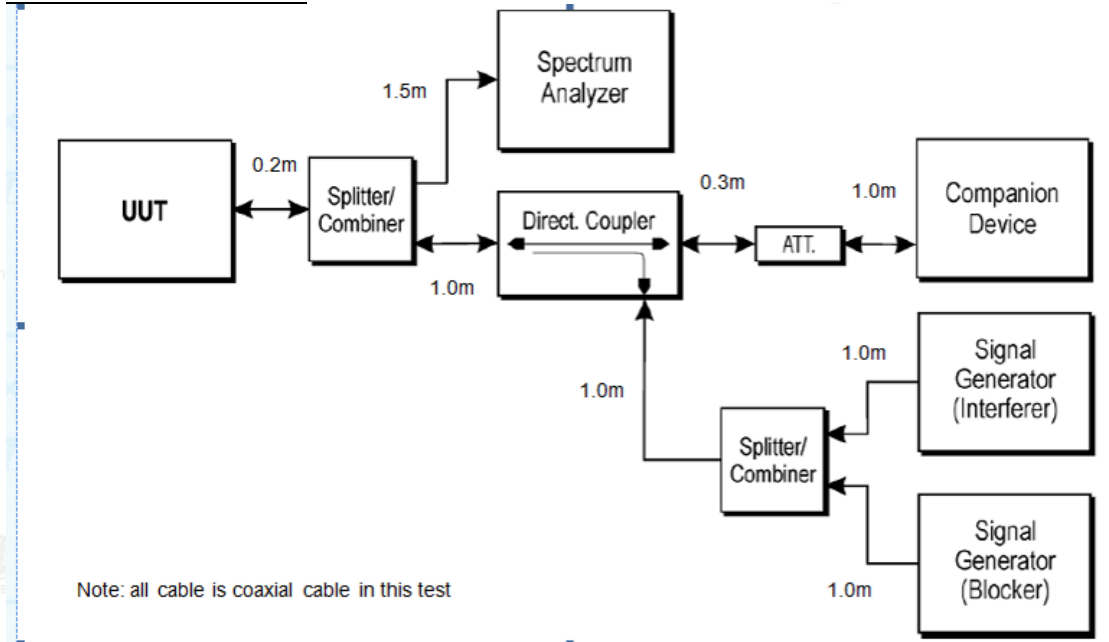 Spectrum
Analyzer
1.5m
UUT
0.2m
Splitter/
Combiner
1.0m
Direct. Coupler
0.3m
ATT.
1.0m
Companion
Device
Signal
Generator
(Interferer)
1.0m
1.0m
Splitter/
Combiner
Signal
Generator
(Blocker)
1.0m
Note: all cable is coaxial cable in this test